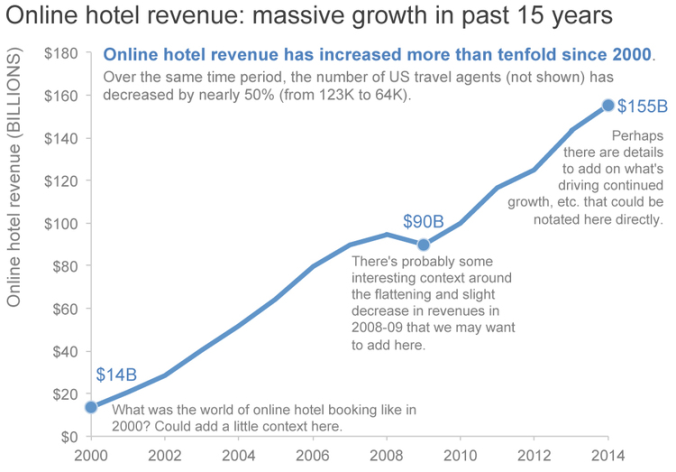 Online hotel revenue: massive growth in past 15 years
Online hotel revenue (BILLIONS)
$180
$160
$140
$120
$100
$80
$60
$40
$20
$0
Online hotel revenue has increased more than tenfold since 2000.
Over the same time period, the number of US travel agents (not shown) has
decreased by nearly 50% (from 123K to 64K).
$155B
Perhaps
there are details
to add on what's
driving continued
growth, etc. that could be
notated here directly.
$90B
There's probably some
interesting context around
the flattening and slight
decrease in revenues in
2008-09 that we may want
to add here.
$14B
What was the world of online hotel booking like in
2000? Could add a little context here.
2000
2002
2004
2006
2008
2010
2012
2014